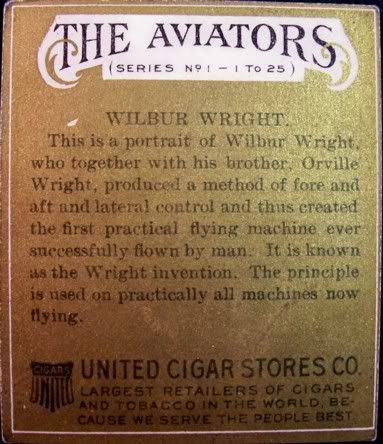 THE AVIATORS
(SERIES Nº 1 - 1 TO 25)
WILBUR WRIGHT.
This is a portrait of Wilbur Wright,
who together with his brother, Orville
Wright, produced a method of fore and
aft and lateral control and thus created
the first practical flying machine ever
successfully flown by man. It is known
as the Wright invention. The principle
is used on practically all machines now
flying.
CIGARS
UNITED
UNITED CIGAR STORES CO.
LARGEST RETAILERS OF CIGARS
AND TOBACCO IN THE WORLD, BE-
CAUSE WE SERVE THE PEOPLE BEST.